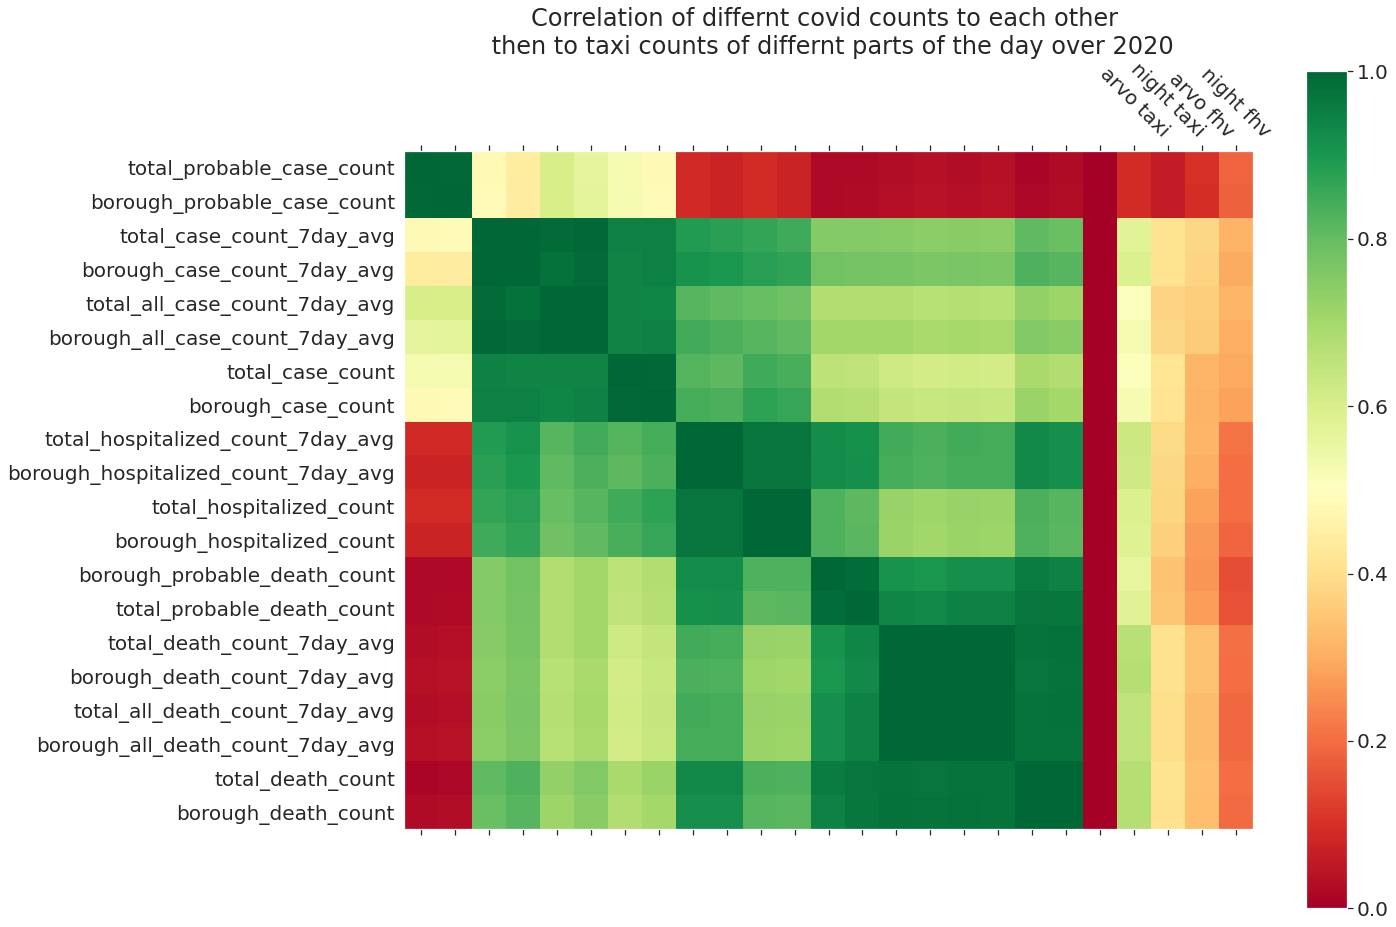 Correlation of differnt covid counts to each other
then to taxi counts of differnt parts of the day over 2020
arvo taxi
night taxi
arvo fhv
night fhv
total_probable_case_count
borough_probable_case_count
total_case_count_7day_avg
borough_case_count_7day_avg
total_all_case_count_7day_avg
borough_all_case_count_7day_avg
total_case_count
borough_case_count
total_hospitalized_count_7day_avg
borough_hospitalized_count_7day_avg
total_hospitalized_count
borough_hospitalized_count
borough_probable_death_count
total_probable_death_count
total_death_count_7day_avg
borough_death_count_7day_avg
total_all_death_count_7day_avg
borough_all_death_count_7day_avg
total_death_count
borough_death_count
1.0
0.8
0.6
0.4
0.2
0.0